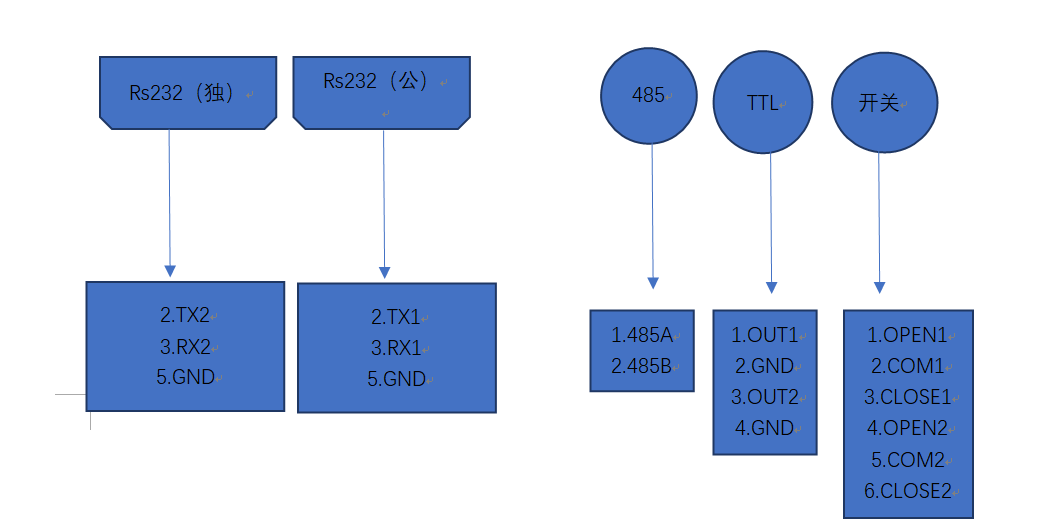 Rs232（独）
Rs232（公）
485
TTL
开关
2.TX2
3.RX2
5.GND
2.TX1
3.RX1
5.GND
1.485A
2.485B
1.OUT1
2.GND
3.OUT2
4.GND
1.OPEN1
2.COM1
3.CLOSE1
4.OPEN2
5.COM2
6.CLOSE2